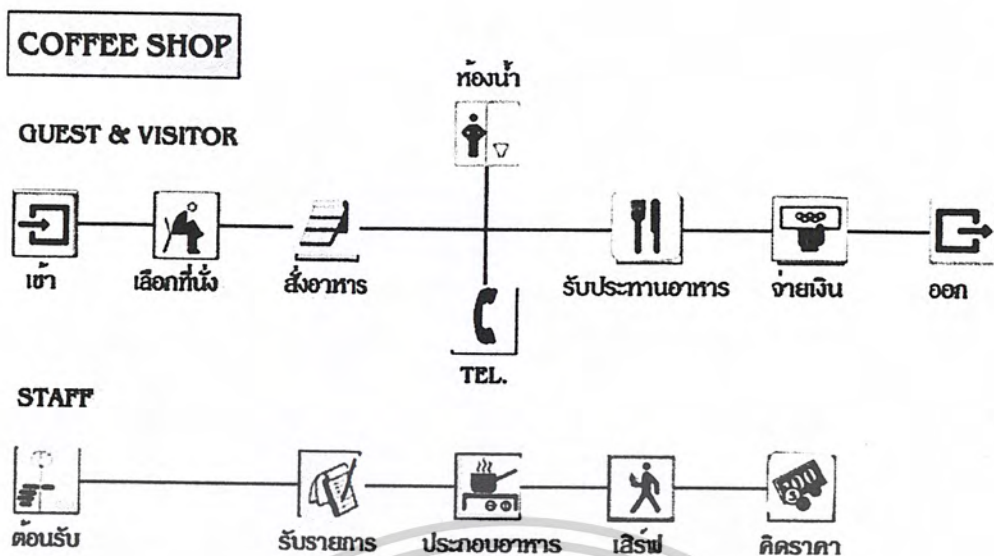 COFFEE SHOP
ห้องน้ำ
GUEST & VISITOR
เข้า
เลือกที่นั่ง
สั่งอาหาร
รับประทานอาหาร
จ่ายเงิน
ออก
TEL.
STAFF
ต้อนรับ
รับรายการ
ประกอบอาหาร
เสิร์ฟ
คิดราคา